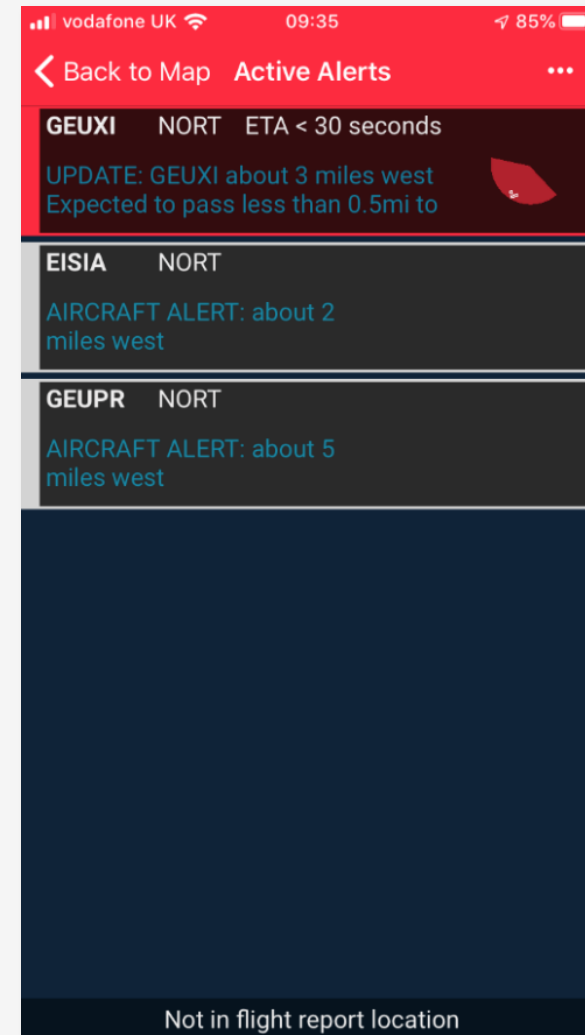 vodafone UK 09:35 85%
Back to Map Active Alerts
GEUXI NORT ETA < 30 seconds
UPDATE: GEUXI about 3 miles west
Expected to pass less than 0.5mi to
EISIA NORT
AIRCRAFT ALERT: about 2
miles west
GEUPR NORT
AIRCRAFT ALERT: about 5
miles west
Not in flight report location